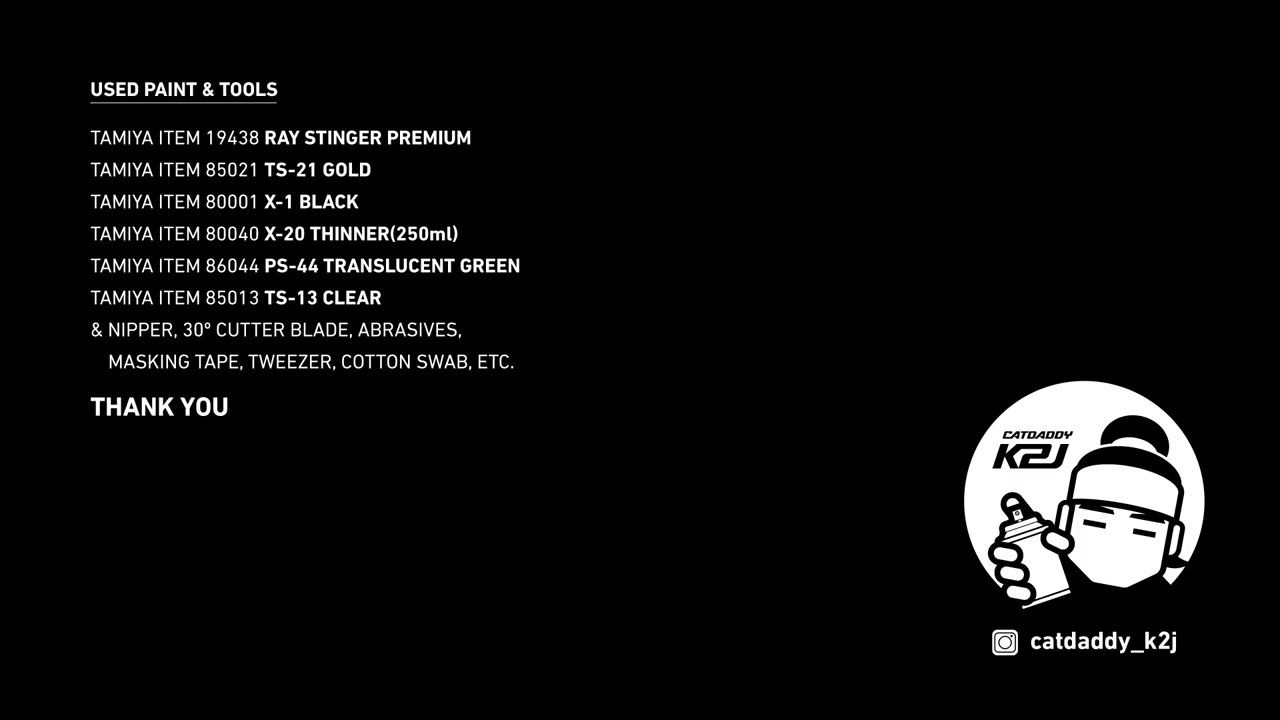 USED PAINT & TOOLS
TAMIYA ITEM 19438 RAY STINGER PREMIUM
TAMIYA ITEM 85021 TS-21 GOLD
TAMIYA ITEM 80001 X-1 BLACK
TAMIYA ITEM 80040 X-20 THINNER(250ml)
TAMIYA ITEM 86044 PS-44 TRANSLUCENT GREEN
TAMIYA ITEM 85013 TS-13 CLEAR
& NIPPER, 30º CUTTER BLADE, ABRASIVES,
MASKING TAPE, TWEEZER, COTTON SWAB, ETC.
THANK YOU
CATDADDY
K2J
catdaddy_k2j